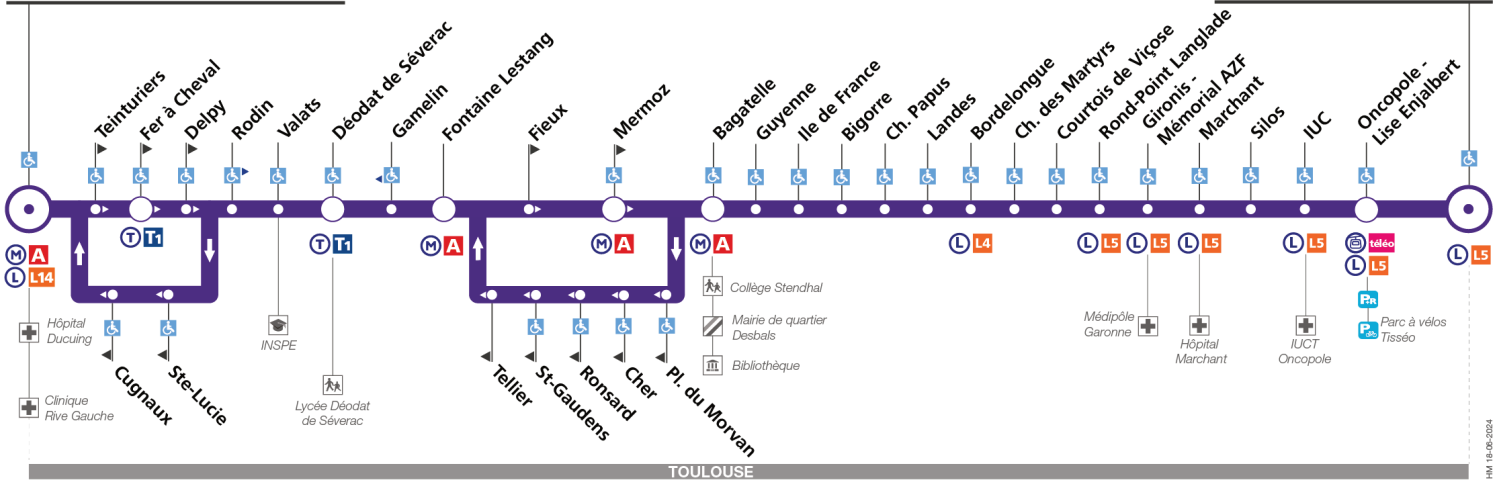 Teinturiers
Fer à Cheval
Delpy
Rodin
Valats
Déodat de Séverac
Gamelin
Fontaine Lestang
Fieux
Mermoz
Bagatelle
Guyenne
Ile de France
Bigorre
Ch. Papus
Landes
Bordelongue
Ch. des Martyrs
Courtois de Viçose
Rond-Point Langlade
Gironis -
Mémorial AZF
Marchant
Silos
IUC
Oncopole -
Lise Enjalbert
M A
L L14
T T1
T T1
M A
M A
M A
L L4
L L5
L L5
L L5
L L5
téléo
L L5
L L5
Hôpital
Ducuing
Clinique
Rive Gauche
Cugnaux
Ste-Lucie
INSPE
Lycée Déodat
de Séverac
Tellier
St-Gaudens
Ronsard
Cher
Pl. du Morvan
Collège Stendhal
Mairie de quartier
Desbals
Bibliothèque
Médipôle
Garonne
Hôpital
Marchant
IUCT
Oncopole
PR
P
Parc à vélos
Tisséo
TOULOUSE
HM 18-06-2024